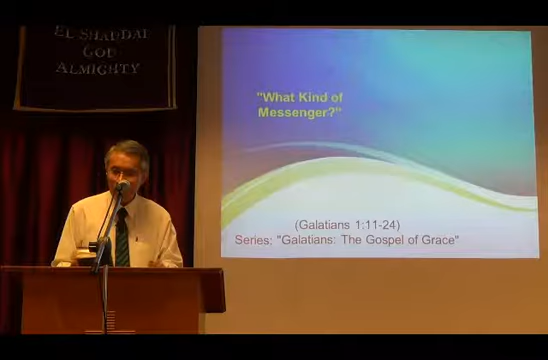 EL SHADDAI
GOD
ALMIGHTY
"What Kind of
Messenger?"
(Galatians 1:11-24)
Series: "Galatians: The Gospel of Grace"